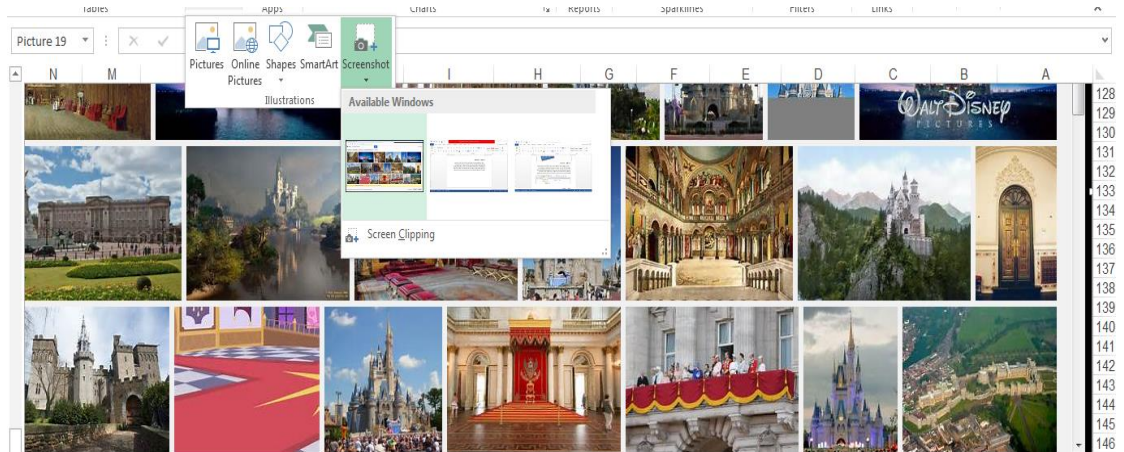 Tables Apps Charts Reports Sparklines Filters Links
Picture 19
Pictures Online Pictures Shapes SmartArt Screenshot
Illustrations
Available Windows
Screen Clipping
N M I H G F E D C B A
128
129
130
131
132
133
134
135
136
137
138
139
140
141
142
143
144
145
146
WALT DISNEY
PICTURES